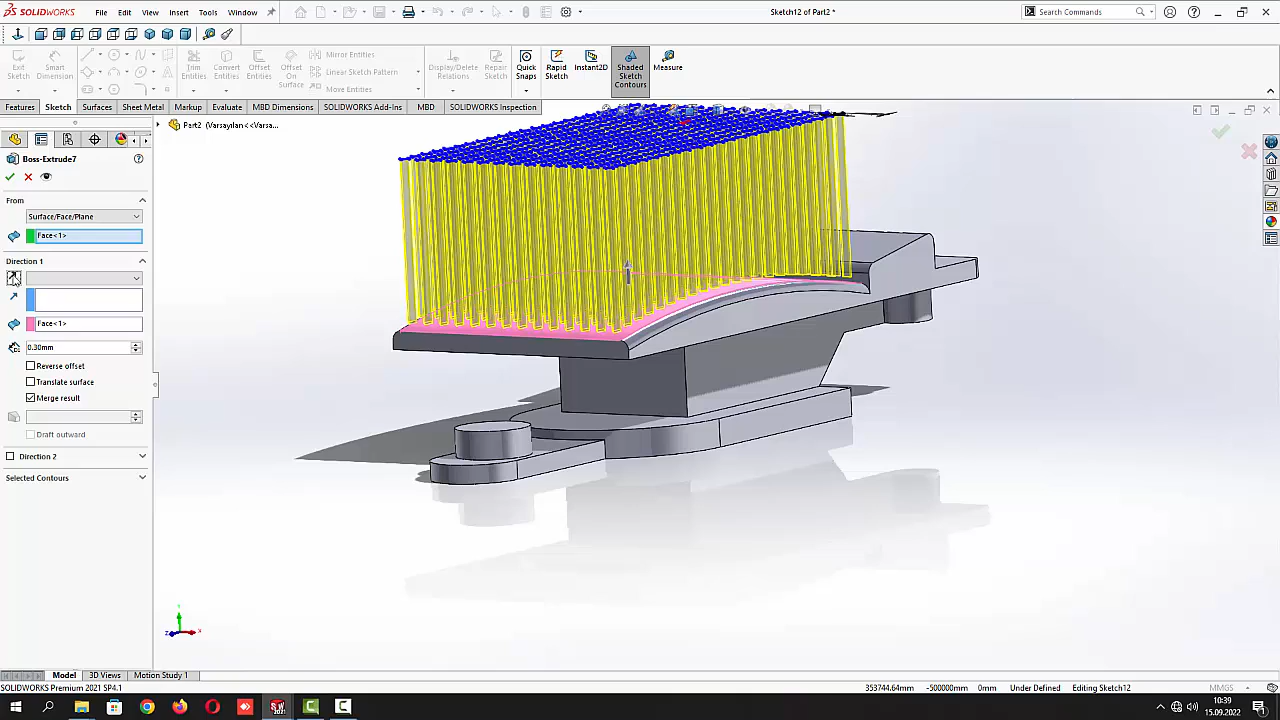 SOLIDWORKS
File
Edit
View
Insert
Tools
Window
Sketch12 of Part2 *
Search Commands
Exit Sketch
Smart Dimension
Trim Entities
Convert Entities
Offset Entities
Offset On Surface
Mirror Entities
Linear Sketch Pattern
Move Entities
Display/Delete Relations
Repair Sketch
Quick Snaps
Rapid Sketch
Instant2D
Shaded Sketch Contours
Measure
Features
Sketch
Surfaces
Sheet Metal
Markup
Evaluate
MBD Dimensions
SOLIDWORKS Add-Ins
MBD
SOLIDWORKS Inspection
Part2 (Varsayılan<<Varsa...
Boss-Extrude7
From
Surface/Face/Plane
Face<1>
Direction 1
Face<1>
0.30mm
Reverse offset
Translate surface
Merge result
Draft outward
Direction 2
Selected Contours
Y
X
Z
Model
3D Views
Motion Study 1
SOLIDWORKS Premium 2021 SP4.1
353744.64mm
-500000mm
0mm
Under Defined
Editing Sketch12
MMGS
10:39
15.09.2022